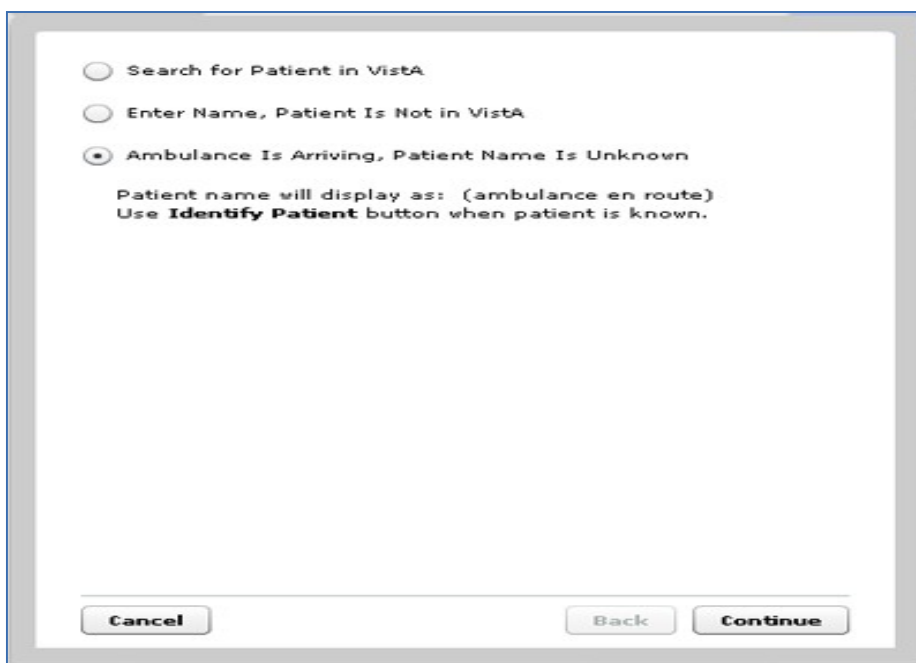 Search for Patient in VistA
Enter Name, Patient Is Not in VistA
Ambulance Is Arriving, Patient Name Is Unknown
Patient name will display as: (ambulance en route)
Use Identify Patient button when patient is known.
Cancel Back Continue